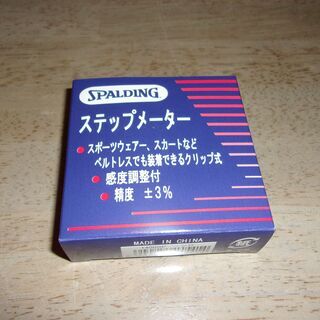 SPALDING
ステップメーター
● スポーツウェアー、スカートなど
ベルトレスでも装着できるクリップ式
● 感度調整付
● 精度 ±3%
MADE IN CHINA